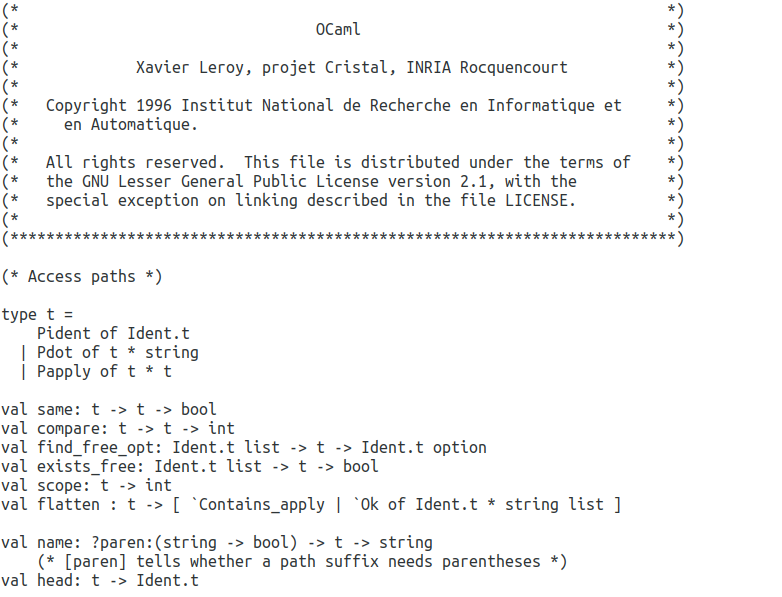 (*                                                                        *)
(*                                 OCaml                                  *)
(*                                                                        *)
(*             Xavier Leroy, projet Cristal, INRIA Rocquencourt           *)
(*                                                                        *)
(*   Copyright 1996 Institut National de Recherche en Informatique et     *)
(*     en Automatique.                                                    *)
(*                                                                        *)
(*   All rights reserved.  This file is distributed under the terms of    *)
(*   the GNU Lesser General Public License version 2.1, with the          *)
(*   special exception on linking described in the file LICENSE.          *)
(*                                                                        *)
(**************************************************************************)

(* Access paths *)

type t =
    Pident of Ident.t
  | Pdot of t * string
  | Papply of t * t

val same: t -> t -> bool
val compare: t -> t -> int
val find_free_opt: Ident.t list -> t -> Ident.t option
val exists_free: Ident.t list -> t -> bool
val scope: t -> int
val flatten : t -> [ `Contains_apply | `Ok of Ident.t * string list ]

val name: ?paren:(string -> bool) -> t -> string
    (* [paren] tells whether a path suffix needs parentheses *)
val head: t -> Ident.t